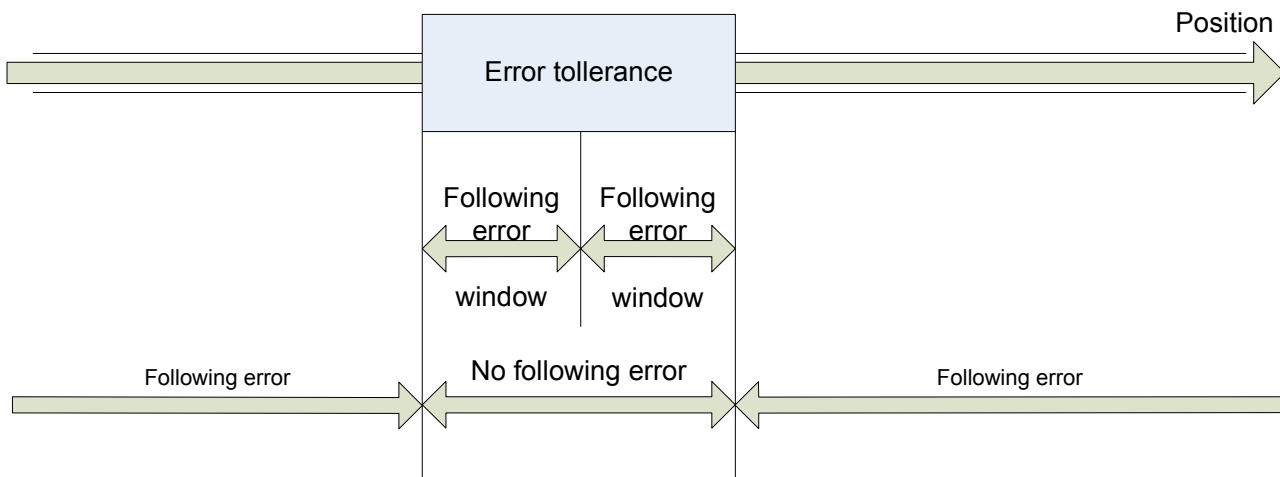 Position
Error tollerance
Following
error
window
Following
error
window
Following error
No following error
Following error